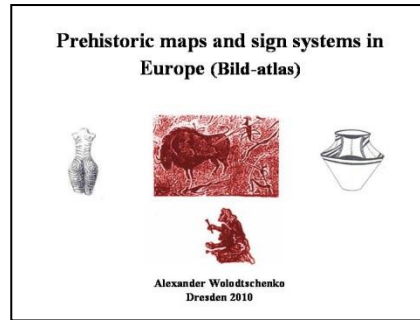 Prehistoric maps and sign systems in
Europe (Bild-atlas)
Alexander Wolodtschenko
Dresden 2010